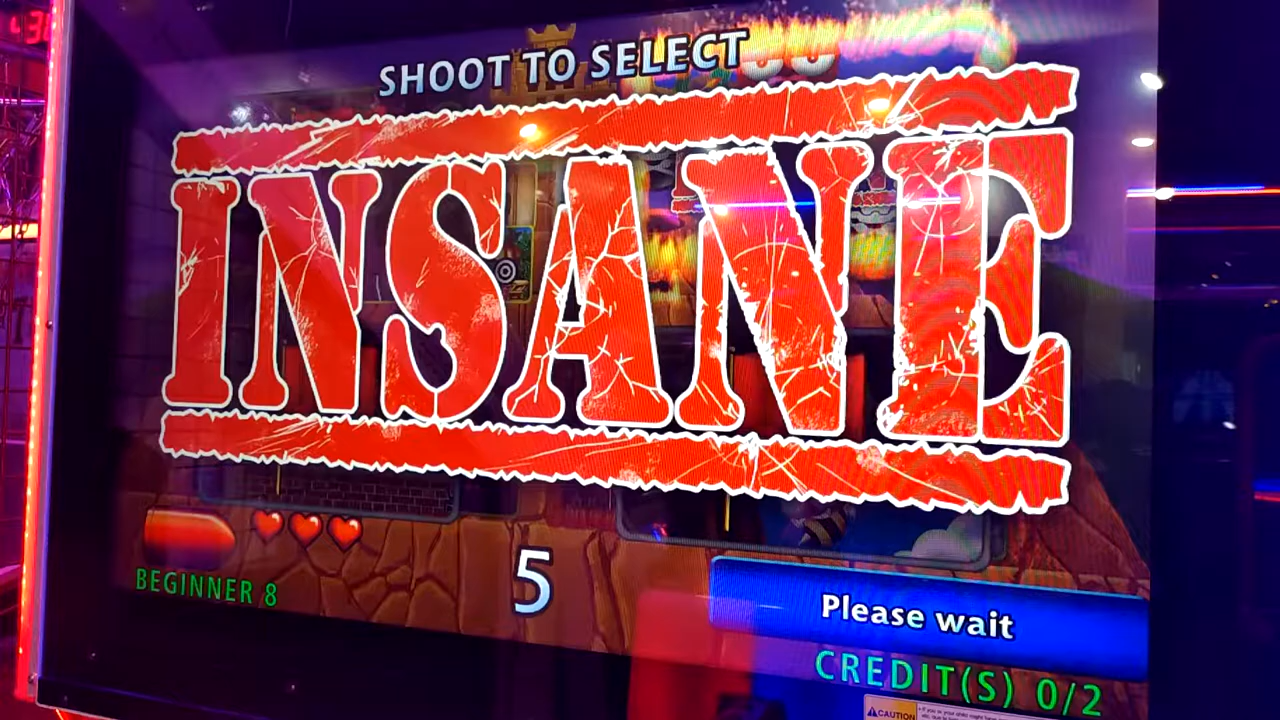 SHOOT TO SELECT
INSANE
BEGINNER 8
5
Please wait
CREDIT(S) 0/2
CAUTION